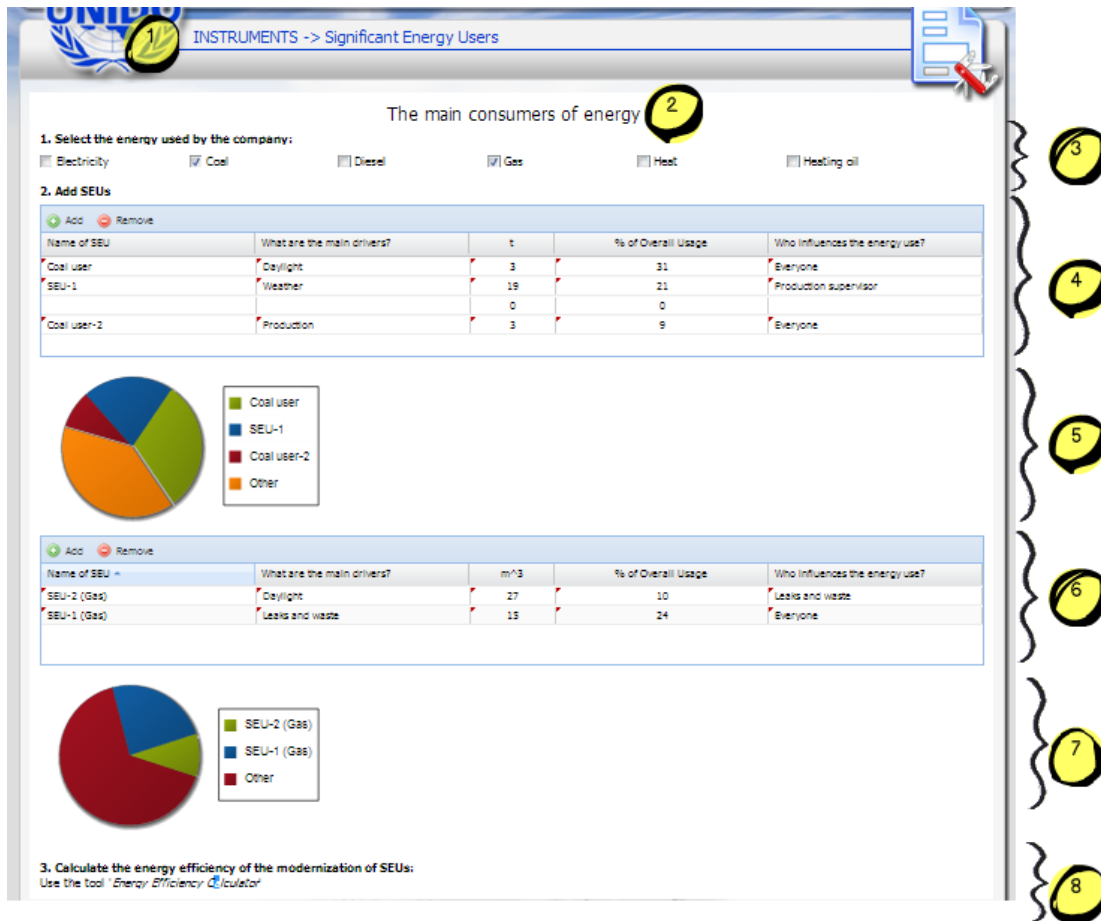 UNIDO
1
INSTRUMENTS -> Significant Energy Users
The main consumers of energy
2
1. Select the energy used by the company:
3
Electricity Coal Diesel Gas Heat Heating oil
2. Add SEUs
Add Remove
Name of SEU What are the main drivers? t % of Overall Usage Who influences the energy use?
Coal user Daylight 3 31 Everyone
4
SEU-1 Weather 19 21 Production supervisor
0 0
Coal user-2 Production 3 9 Everyone
Coal user
SEU-1
5
Coal user-2
Other
Add Remove
Name of SEU What are the main drivers? m^3 % of Overall Usage Who influences the energy use?
SEU-2 (Gas) Daylight 27 10 Leaks and waste
6
SEU-1 (Gas) Leaks and waste 15 24 Everyone
SEU-2 (Gas)
SEU-1 (Gas)
7
Other
3. Calculate the energy efficiency of the modernization of SEUs:
Use the tool 'Energy Efficiency Calculator'
8